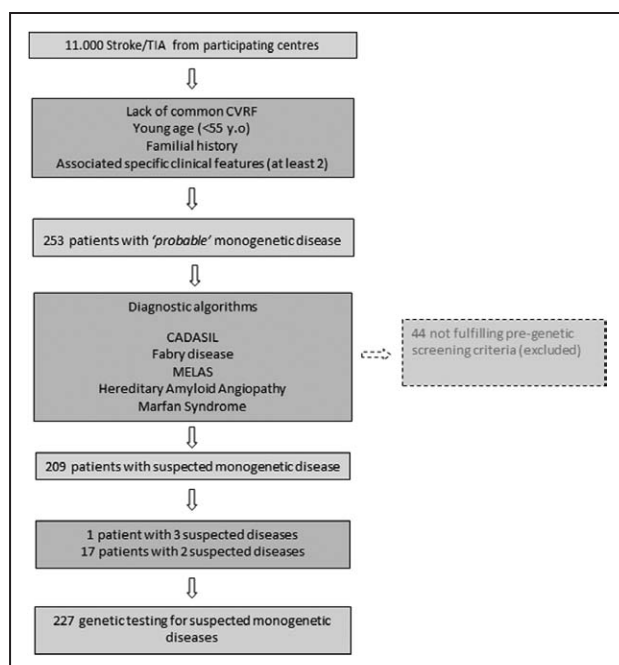 11.000 Stroke/TIA from participating centres
Lack of common CVRF
Young age (<55 y.o)
Familial history
Associated specific clinical features (at least 2)
253 patients with ‘probable’ monogenetic disease
Diagnostic algorithms
CADASIL
Fabry disease
MELAS
Hereditary Amyloid Angiopathy
Marfan Syndrome
44 not fulfilling pre-genetic
screening criteria (excluded)
209 patients with suspected monogenetic disease
1 patient with 3 suspected diseases
17 patients with 2 suspected diseases
227 genetic testing for suspected monogenetic
diseases